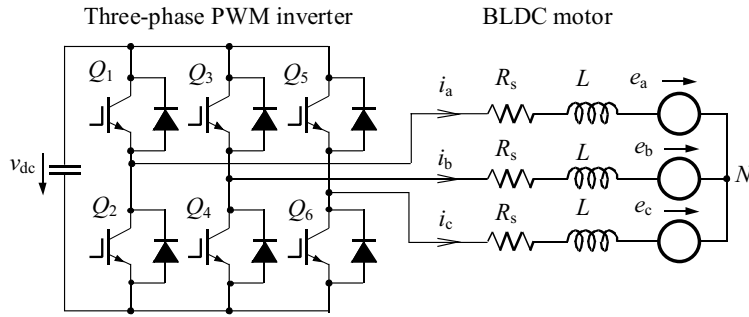 Three-phase PWM inverter
BLDC motor
Q1
Q3
Q5
ia
Rs
L
ea
vdc
ib
Rs
L
eb
N
Q2
Q4
Q6
ic
Rs
L
ec